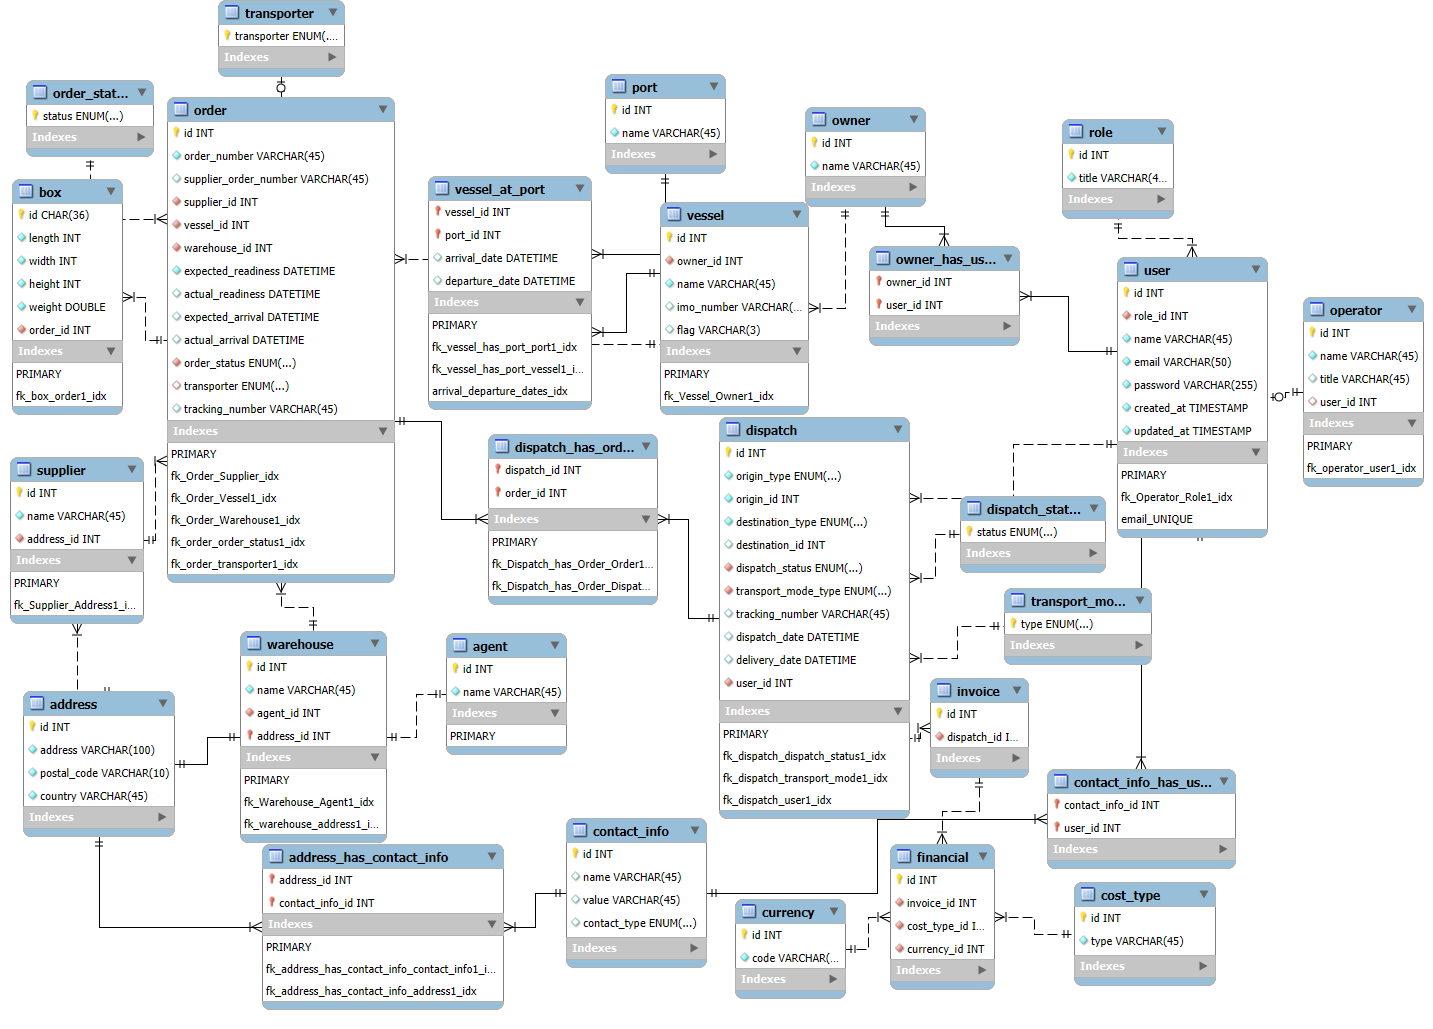 transporter
transporter ENUM(....
Indexes
order_stat...
status ENUM(...)
Indexes
order
id INT
order_number VARCHAR(45)
supplier_order_number VARCHAR(45)
supplier_id INT
vessel_id INT
warehouse_id INT
expected_readiness DATETIME
actual_readiness DATETIME
expected_arrival DATETIME
actual_arrival DATETIME
order_status ENUM(...)
transporter ENUM(...)
tracking_number VARCHAR(45)
Indexes
PRIMARY
fk_Order_Supplier_idx
fk_Order_Vessel1_idx
fk_Order_Warehouse1_idx
fk_order_order_status1_idx
fk_order_transporter1_idx
box
id CHAR(36)
length INT
width INT
height INT
weight DOUBLE
order_id INT
Indexes
PRIMARY
fk_box_order1_idx
port
id INT
name VARCHAR(45)
Indexes
owner
id INT
name VARCHAR(45)
Indexes
role
id INT
title VARCHAR(4...
Indexes
vessel_at_port
vessel_id INT
port_id INT
arrival_date DATETIME
departure_date DATETIME
Indexes
PRIMARY
fk_vessel_has_port_port1_idx
fk_vessel_has_port_vessel1_i...
arrival_departure_dates_idx
vessel
id INT
owner_id INT
name VARCHAR(45)
imo_number VARCHAR(...
flag VARCHAR(3)
Indexes
PRIMARY
fk_Vessel_Owner1_idx
owner_has_us...
owner_id INT
user_id INT
Indexes
user
id INT
role_id INT
name VARCHAR(45)
email VARCHAR(50)
password VARCHAR(255)
created_at TIMESTAMP
updated_at TIMESTAMP
Indexes
PRIMARY
fk_Operator_Role1_idx
email_UNIQUE
operator
id INT
name VARCHAR(45)
title VARCHAR(45)
user_id INT
Indexes
PRIMARY
fk_operator_user1_idx
supplier
id INT
name VARCHAR(45)
address_id INT
Indexes
PRIMARY
fk_Supplier_Address1_i...
dispatch_has_ord...
dispatch_id INT
order_id INT
Indexes
PRIMARY
fk_Dispatch_has_Order_Order1...
fk_Dispatch_has_Order_Dispat...
dispatch
id INT
origin_type ENUM(...)
origin_id INT
destination_type ENUM(...)
destination_id INT
dispatch_status ENUM(...)
transport_mode_type ENUM(...)
tracking_number VARCHAR(45)
dispatch_date DATETIME
delivery_date DATETIME
user_id INT
Indexes
PRIMARY
fk_dispatch_dispatch_status1_idx
fk_dispatch_transport_mode1_idx
fk_dispatch_user1_idx
dispatch_stat...
status ENUM(...)
Indexes
transport_mo...
type ENUM(...)
Indexes
warehouse
id INT
name VARCHAR(45)
agent_id INT
address_id INT
Indexes
PRIMARY
fk_Warehouse_Agent1_idx
fk_warehouse_address1_i...
agent
id INT
name VARCHAR(45)
Indexes
PRIMARY
address
id INT
address VARCHAR(100)
postal_code VARCHAR(10)
country VARCHAR(45)
Indexes
invoice
id INT
dispatch_id I...
Indexes
contact_info_has_us...
contact_info_id INT
user_id INT
Indexes
address_has_contact_info
address_id INT
contact_info_id INT
Indexes
PRIMARY
fk_address_has_contact_info_contact_info1_i...
fk_address_has_contact_info_address1_idx
contact_info
id INT
name VARCHAR(45)
value VARCHAR(45)
contact_type ENUM(...)
Indexes
financial
id INT
invoice_id INT
cost_type_id I...
currency_id INT
Indexes
currency
id INT
code VARCHAR(...
Indexes
cost_type
id INT
type VARCHAR(45)
Indexes